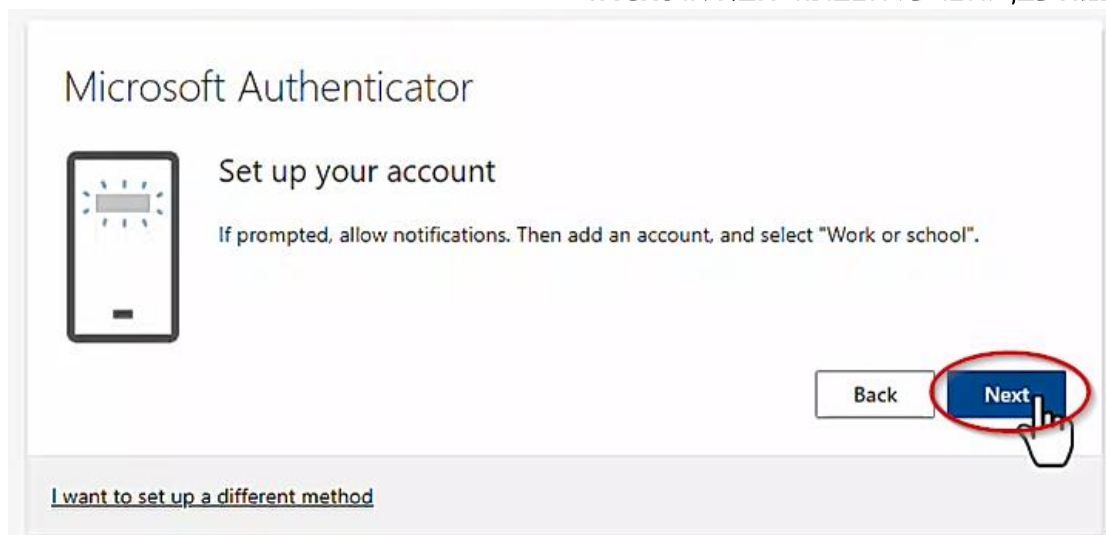 Microsoft Authenticator
Set up your account
If prompted, allow notifications. Then add an account, and select "Work or school".
Back
Next
I want to set up a different method